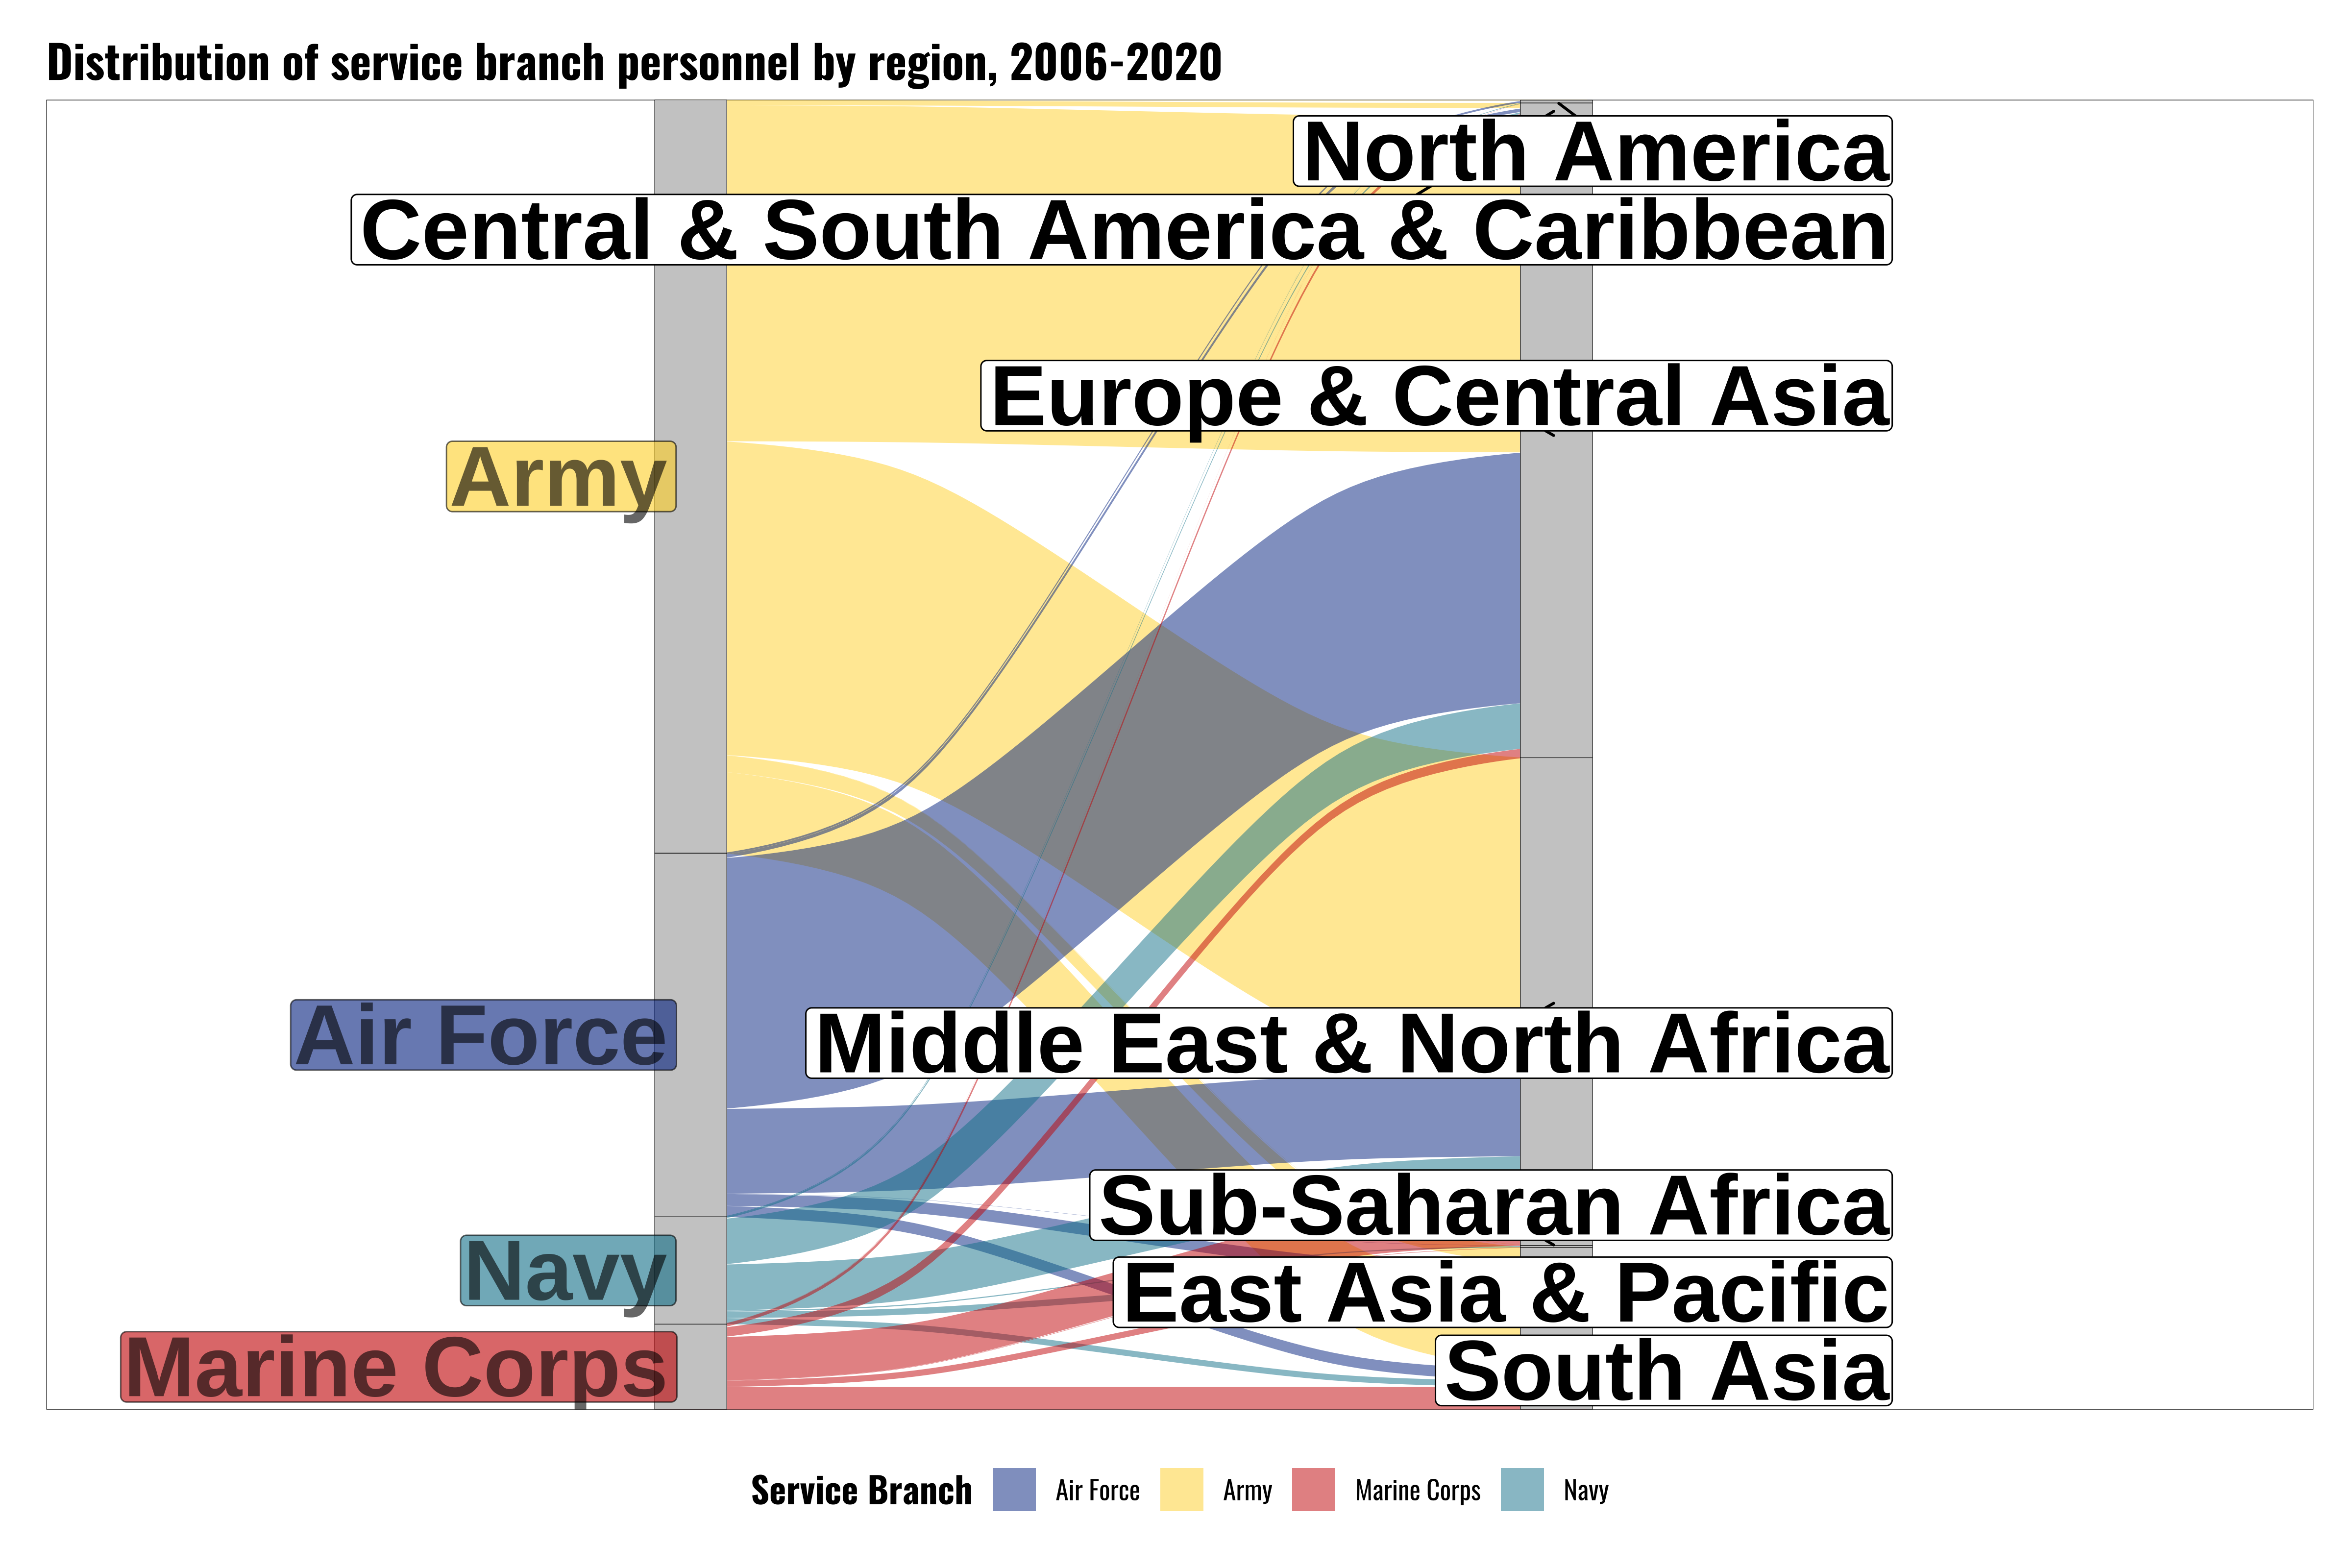 Distribution of service branch personnel by region, 2006-2020
North America
Central & South America & Caribbean
Europe & Central Asia
Army
Air Force
Middle East & North Africa
Sub-Saharan Africa
Navy
East Asia & Pacific
Marine Corps
South Asia
Service Branch Air Force Army Marine Corps Navy